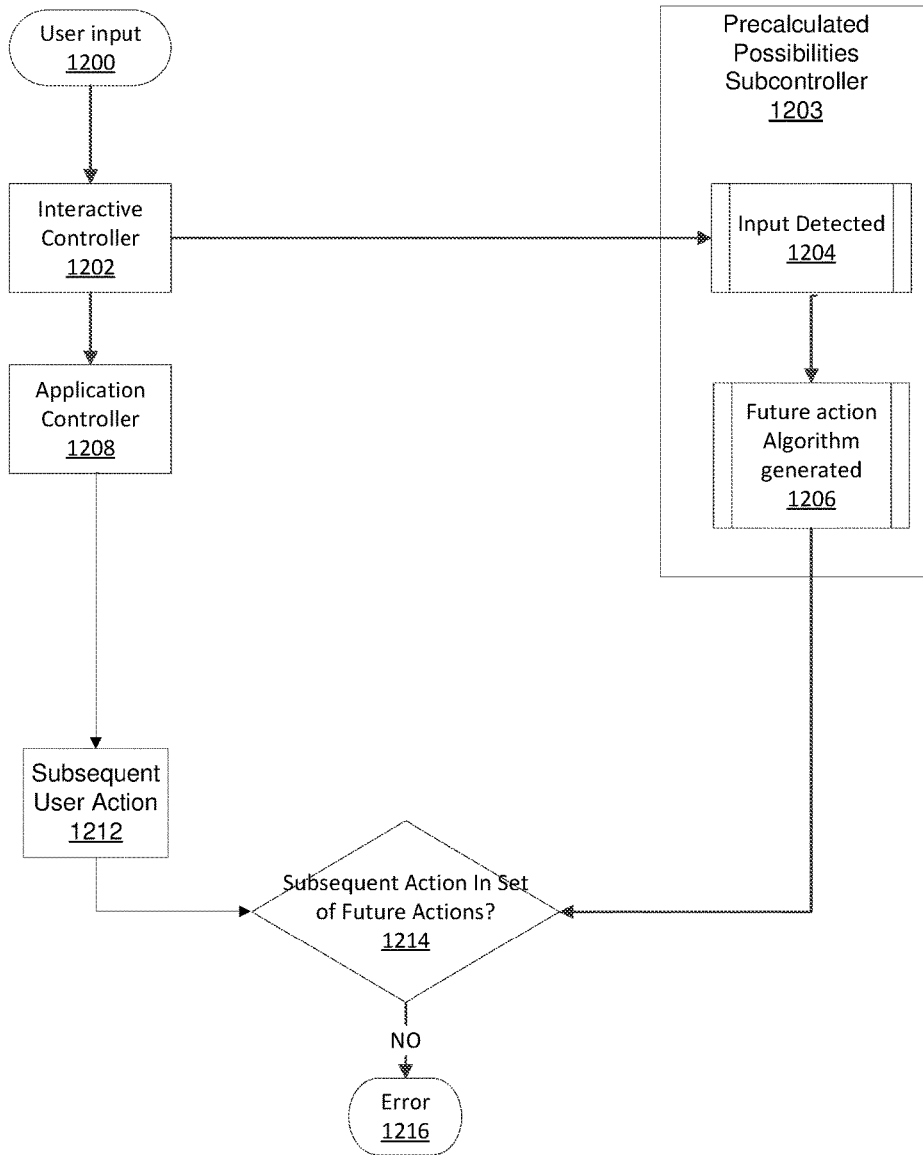 User input
1200
Precalculated
Possibilities
Subcontroller
1203
Interactive
Controller
1202
Input Detected
1204
Application
Controller
1208
Future action
Algorithm
generated
1206
Subsequent
User Action
1212
Subsequent Action In Set
of Future Actions?
1214
NO
Error
1216